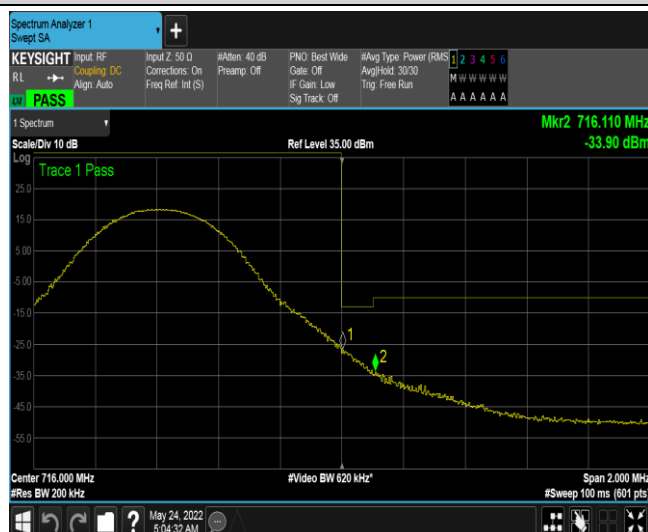 Spectrum Analyzer 1
Swept SA
+
KEYSIGHT Input: RF Input Z: 50 Ω #Atten: 40 dB PNO: Best Wide #Avg Type: Power (RMS 1 2 3 4 5 6
RL Coupling: DC Corrections: On Preamp: Off Gate: Off Avg|Hold: 30/30 M W W W W W
Align: Auto Freq Ref: Int (S) IF Gain: Low Trig: Free Run
PASS Sig Track: Off A A A A A A
1 Spectrum Mkr2 716.110 MHz
Scale/Div 10 dB Ref Level 35.00 dBm -33.90 dBm
Log
Trace 1 Pass
25.0
15.0
5.00
-5.00
-15.0
1
-25.0
2
-35.0
-45.0
-55.0
Center 716.000 MHz #Video BW 620 kHz* Span 2.000 MHz
#Res BW 200 kHz #Sweep 100 ms (601 pts)
? May 24, 2022
5:04:32 AM